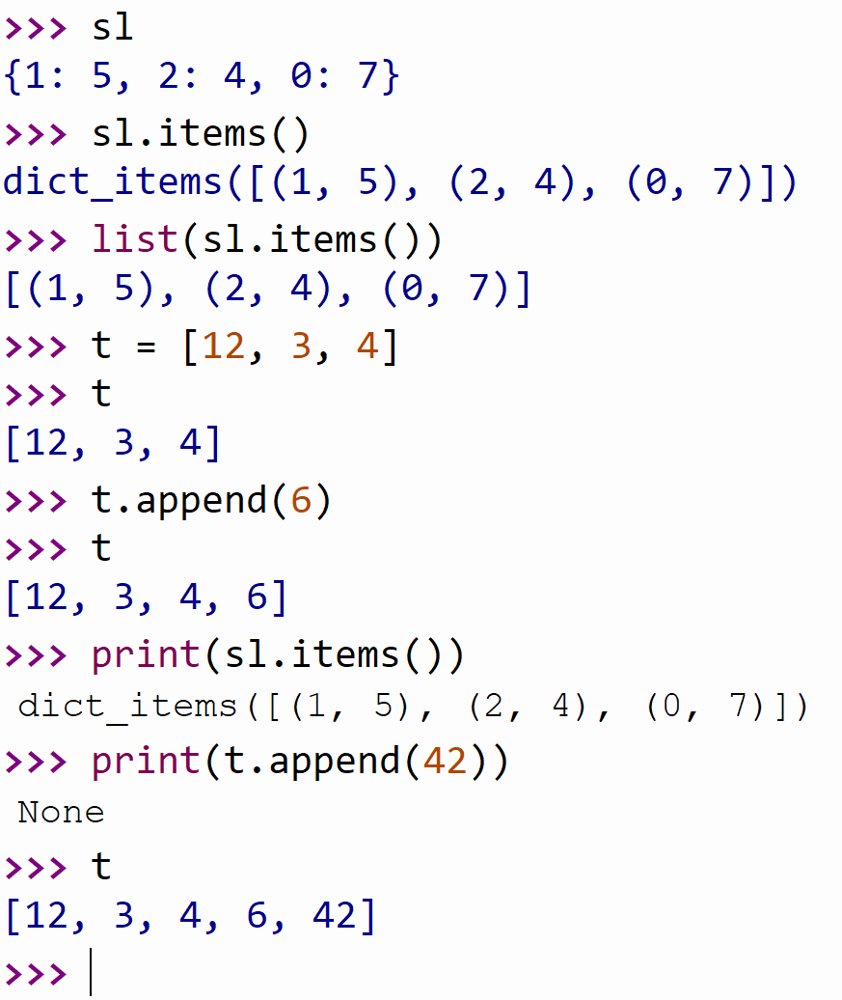 >>> sl
{1: 5, 2: 4, 0: 7}
>>> sl.items()
dict_items([(1, 5), (2, 4), (0, 7)])
>>> list(sl.items())
[(1, 5), (2, 4), (0, 7)]
>>> t = [12, 3, 4]
>>> t
[12, 3, 4]
>>> t.append(6)
>>> t
[12, 3, 4, 6]
>>> print(sl.items())
dict_items([(1, 5), (2, 4), (0, 7)])
>>> print(t.append(42))
None
>>> t
[12, 3, 4, 6, 42]
>>>